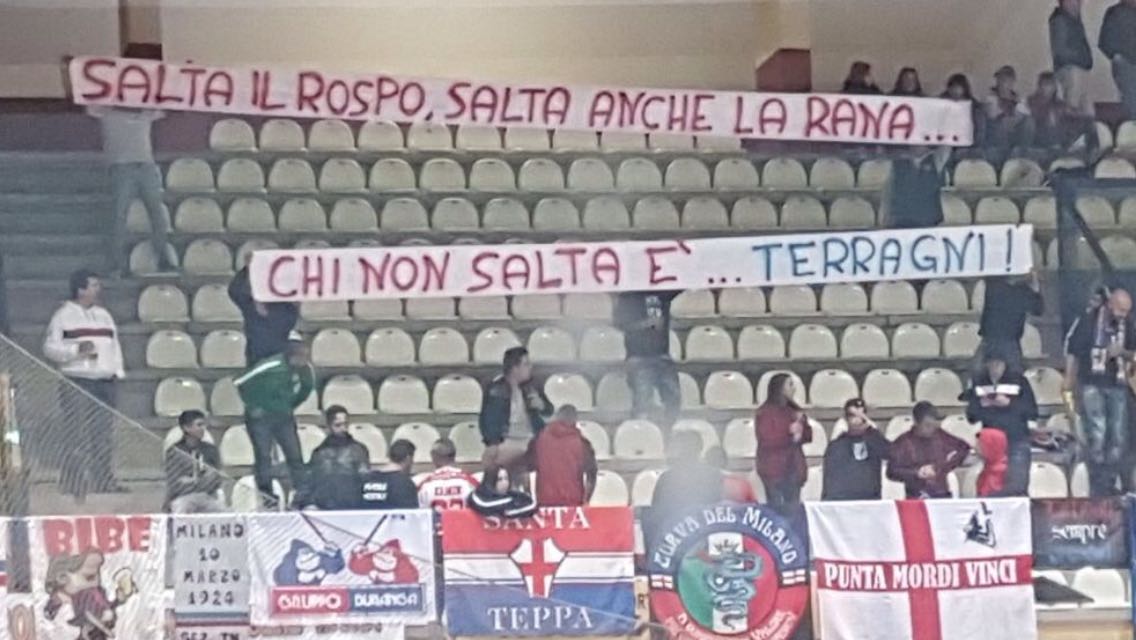 SALTA IL ROSPO, SALTA ANCHE LA RANA...
CHI NON SALTA E'... TERRAGNI!
BIBE
MILANO
10
MARZO
1924
GRUPPO DURANGA
SANTA
TEPPA
CURVA DEL MILANO
PUNTA MORDI VINCI
Sempre